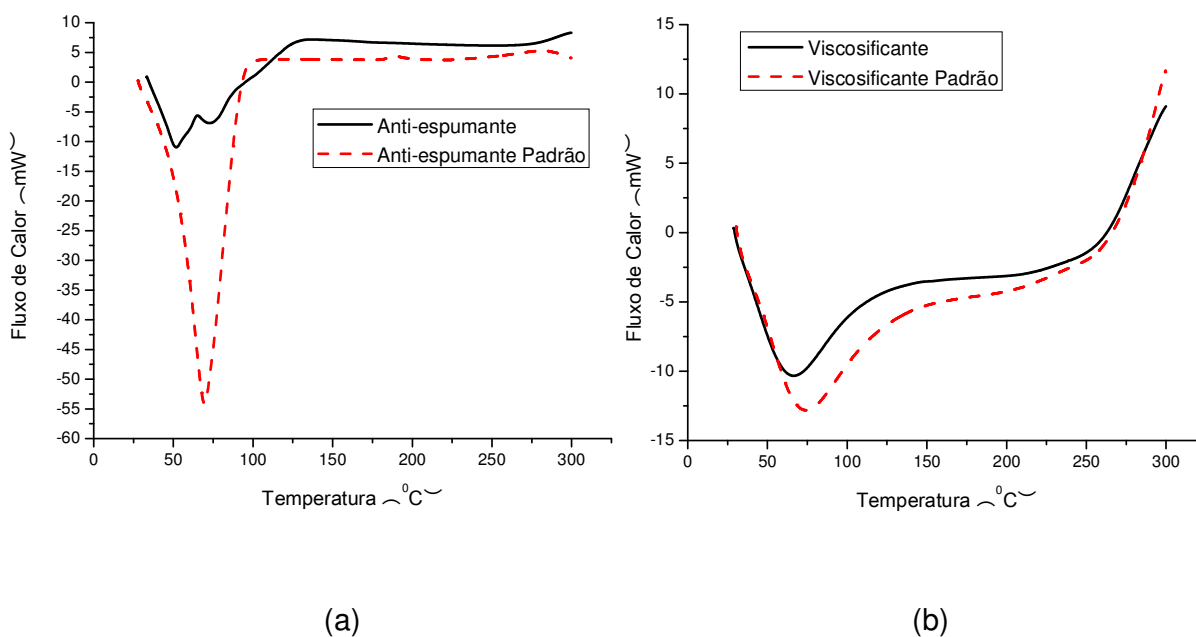 10
5
0
-5
-10
-15
-20
-25
-30
-35
-40
-45
-50
-55
-60
Fluxo de Calor (mW)
Anti-espumante
Anti-espumante Padrão
0 50 100 150 200 250 300
Temperatura (⁰C)
(a)
15
10
5
0
-5
-10
-15
Fluxo de Calor (mW)
Viscosificante
Viscosificante Padrão
0 50 100 150 200 250 300
Temperatura (⁰C)
(b)